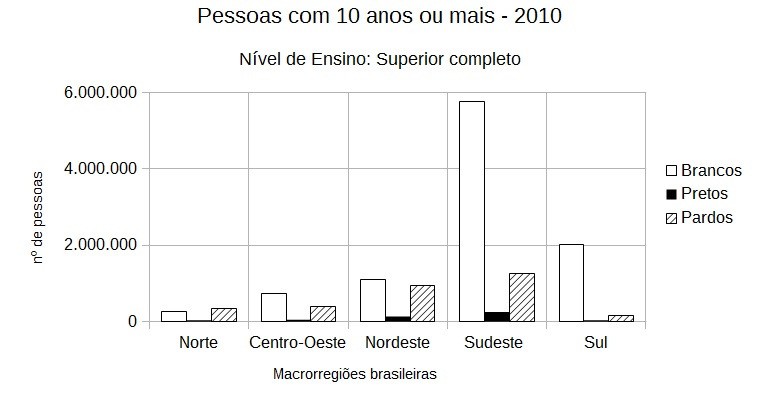 Pessoas com 10 anos ou mais - 2010
Nível de Ensino: Superior completo
6.000.000
4.000.000
2.000.000
0
nº de pessoas
Norte
Centro-Oeste
Nordeste
Sudeste
Sul
Macrorregiões brasileiras
Brancos
Pretos
Pardos